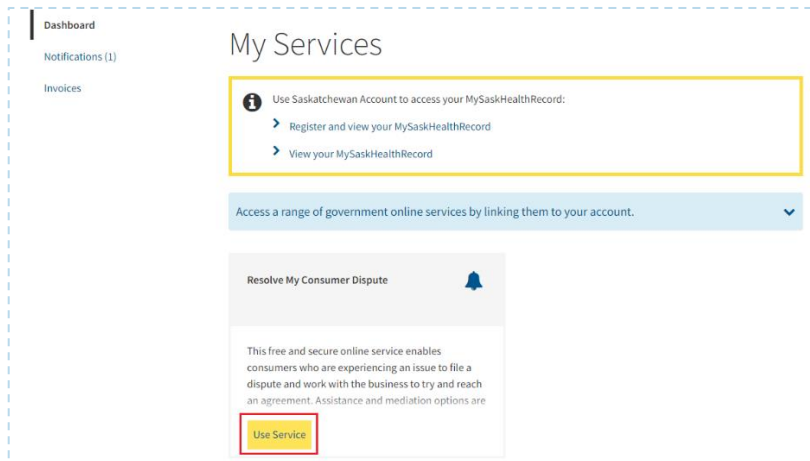 Dashboard
Notifications (1)
Invoices
My Services
Use Saskatchewan Account to access your MySaskHealthRecord:
Register and view your MySaskHealthRecord
View your MySaskHealthRecord
Access a range of government online services by linking them to your account.
Resolve My Consumer Dispute
This free and secure online service enables
consumers who are experiencing an issue to file a
dispute and work with the business to try and reach
an agreement. Assistance and mediation options are
Use Service